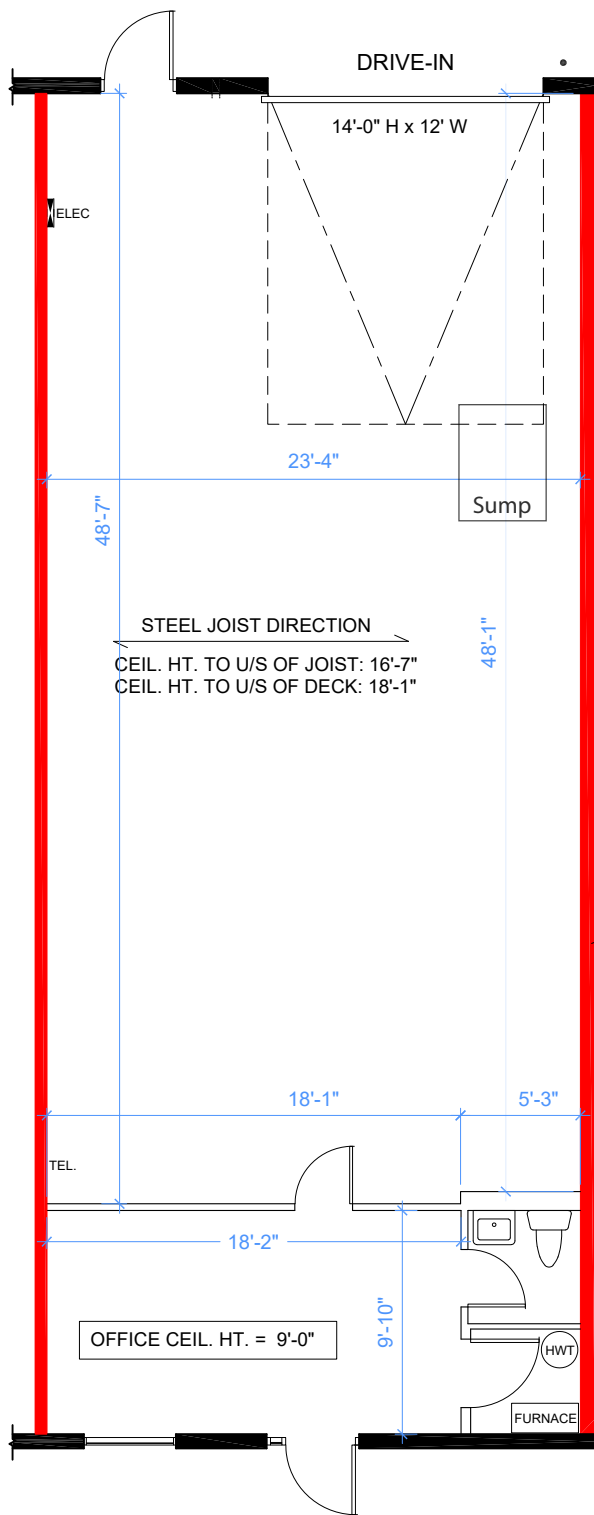 DRIVE-IN
14'-0" H x 12' W
ELEC
23'-4"
48'-7"
Sump
STEEL JOIST DIRECTION
48'-1"
CEIL. HT. TO U/S OF JOIST: 16'-7"
CEIL. HT. TO U/S OF DECK: 18'-1"
18'-1"
5'-3"
TEL.
18'-2"
9'-10"
OFFICE CEIL. HT. = 9'-0"
HWT
FURNACE